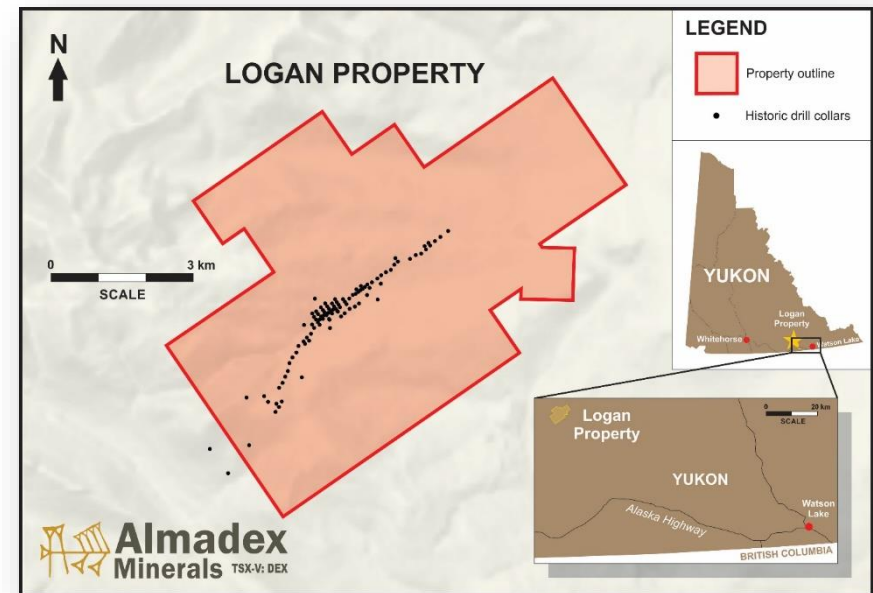 N
LOGAN PROPERTY
0 3 km
SCALE
LEGEND
Property outline
Historic drill collars
YUKON
Logan
Property
Whitehorse
Watson Lake
Logan
Property
0 20 km
SCALE
YUKON
Watson
Lake
Alaska Highway
BRITISH COLUMBIA
Almadex
Minerals TSX-V: DEX